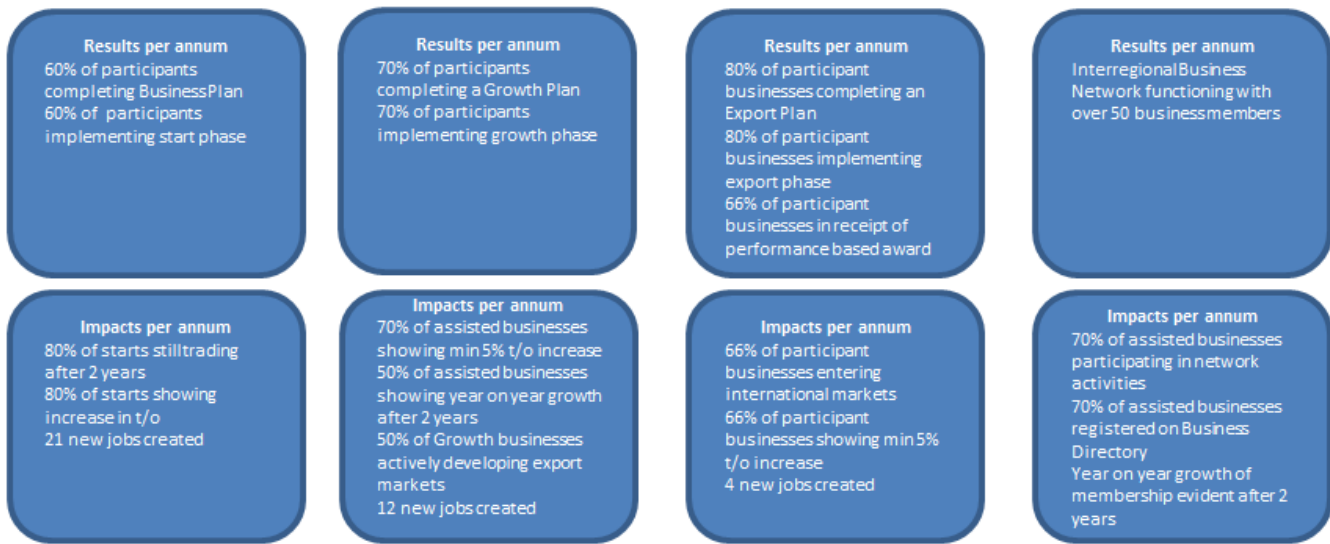 Results per annum
60% of participants
completing Business Plan
60% of participants
implementing start phase
Results per annum
70% of participants
completing a Growth Plan
70% of participants
implementing growth phase
Results per annum
80% of participant
businesses completing an
Export Plan
80% of participant
businesses implementing
export phase
66% of participant
businesses in receipt of
performance based award
Results per annum
Interregional Business
Network functioning with
over 50 business members
Impacts per annum
80% of starts still trading
after 2 years
80% of starts showing
increase in t/o
21 new jobs created
Impacts per annum
70% of assisted businesses
showing min 5% t/o increase
50% of assisted businesses
showing year on year growth
after 2 years
50% of Growth businesses
actively developing export
markets
12 new jobs created
Impacts per annum
66% of participant
businesses entering
international markets
66% of participant
businesses showing min 5%
t/o increase
4 new jobs created
Impacts per annum
70% of assisted businesses
participating in network
activities
70% of assisted businesses
registered on Business
Directory
Year on year growth of
membership evident after 2
years